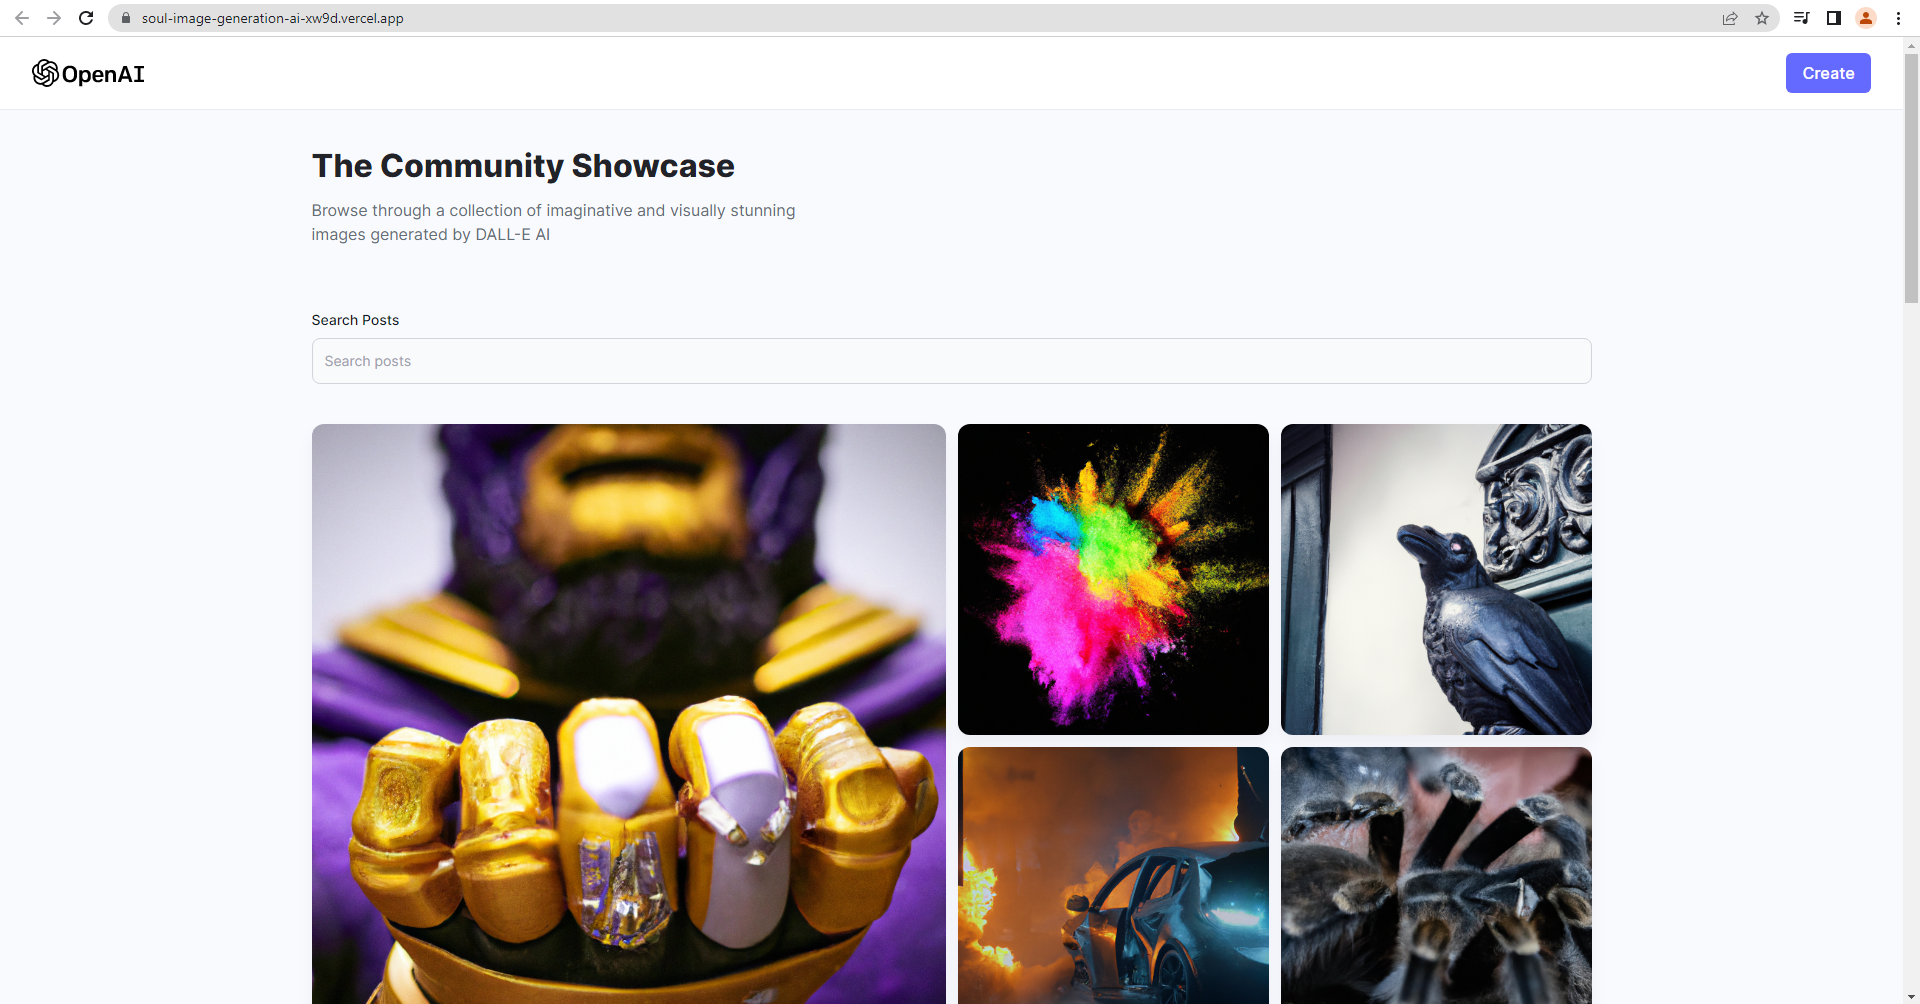 soul-image-generation-ai-xw9d.vercel.app
OpenAI
Create
The Community Showcase
Browse through a collection of imaginative and visually stunning
images generated by DALL-E AI
Search Posts
Search posts